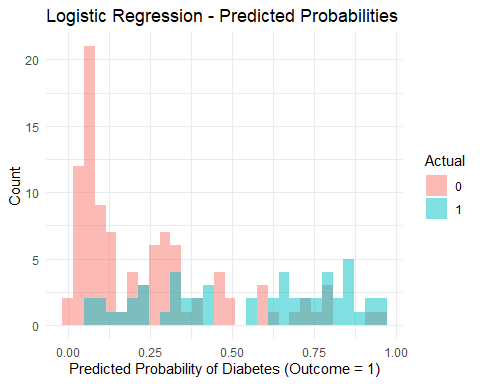 Logistic Regression - Predicted Probabilities
20
15
10
5
0
Count
0.00 0.25 0.50 0.75 1.00
Predicted Probability of Diabetes (Outcome = 1)
Actual
0
1